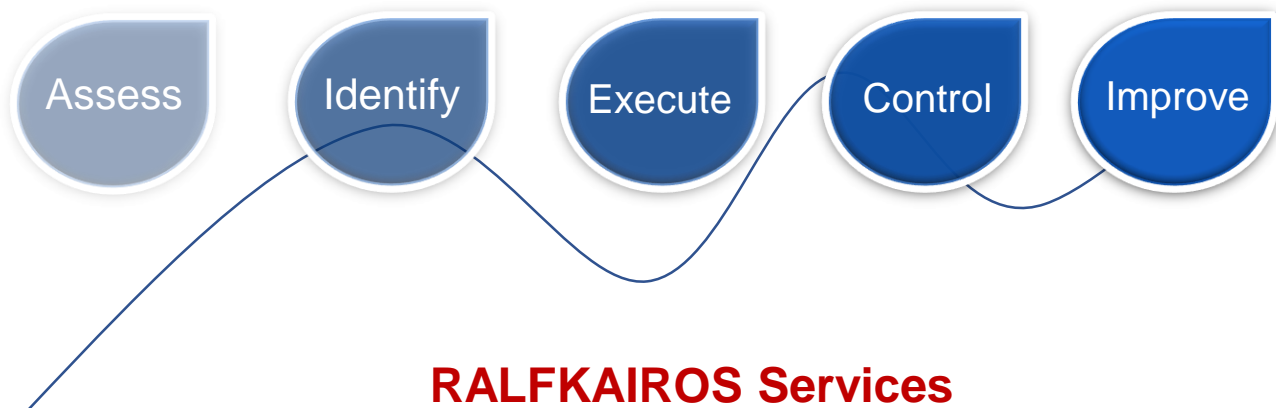 Assess
Identify
Execute
Control
Improve
RALFKAIROS Services